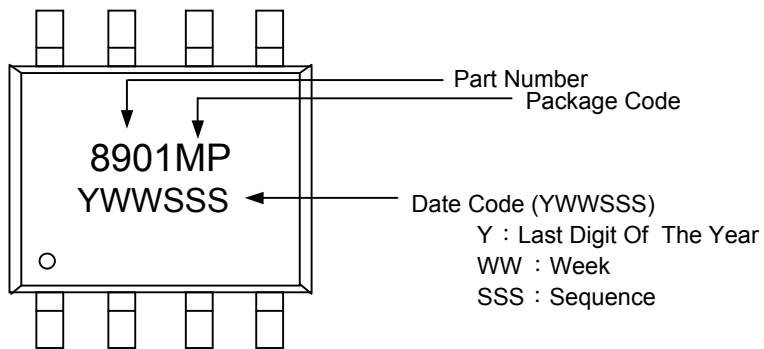 Part Number
Package Code
8901MP
YWWSSS
Date Code (YWWSSS)
Y：Last Digit Of The Year
WW：Week
SSS：Sequence